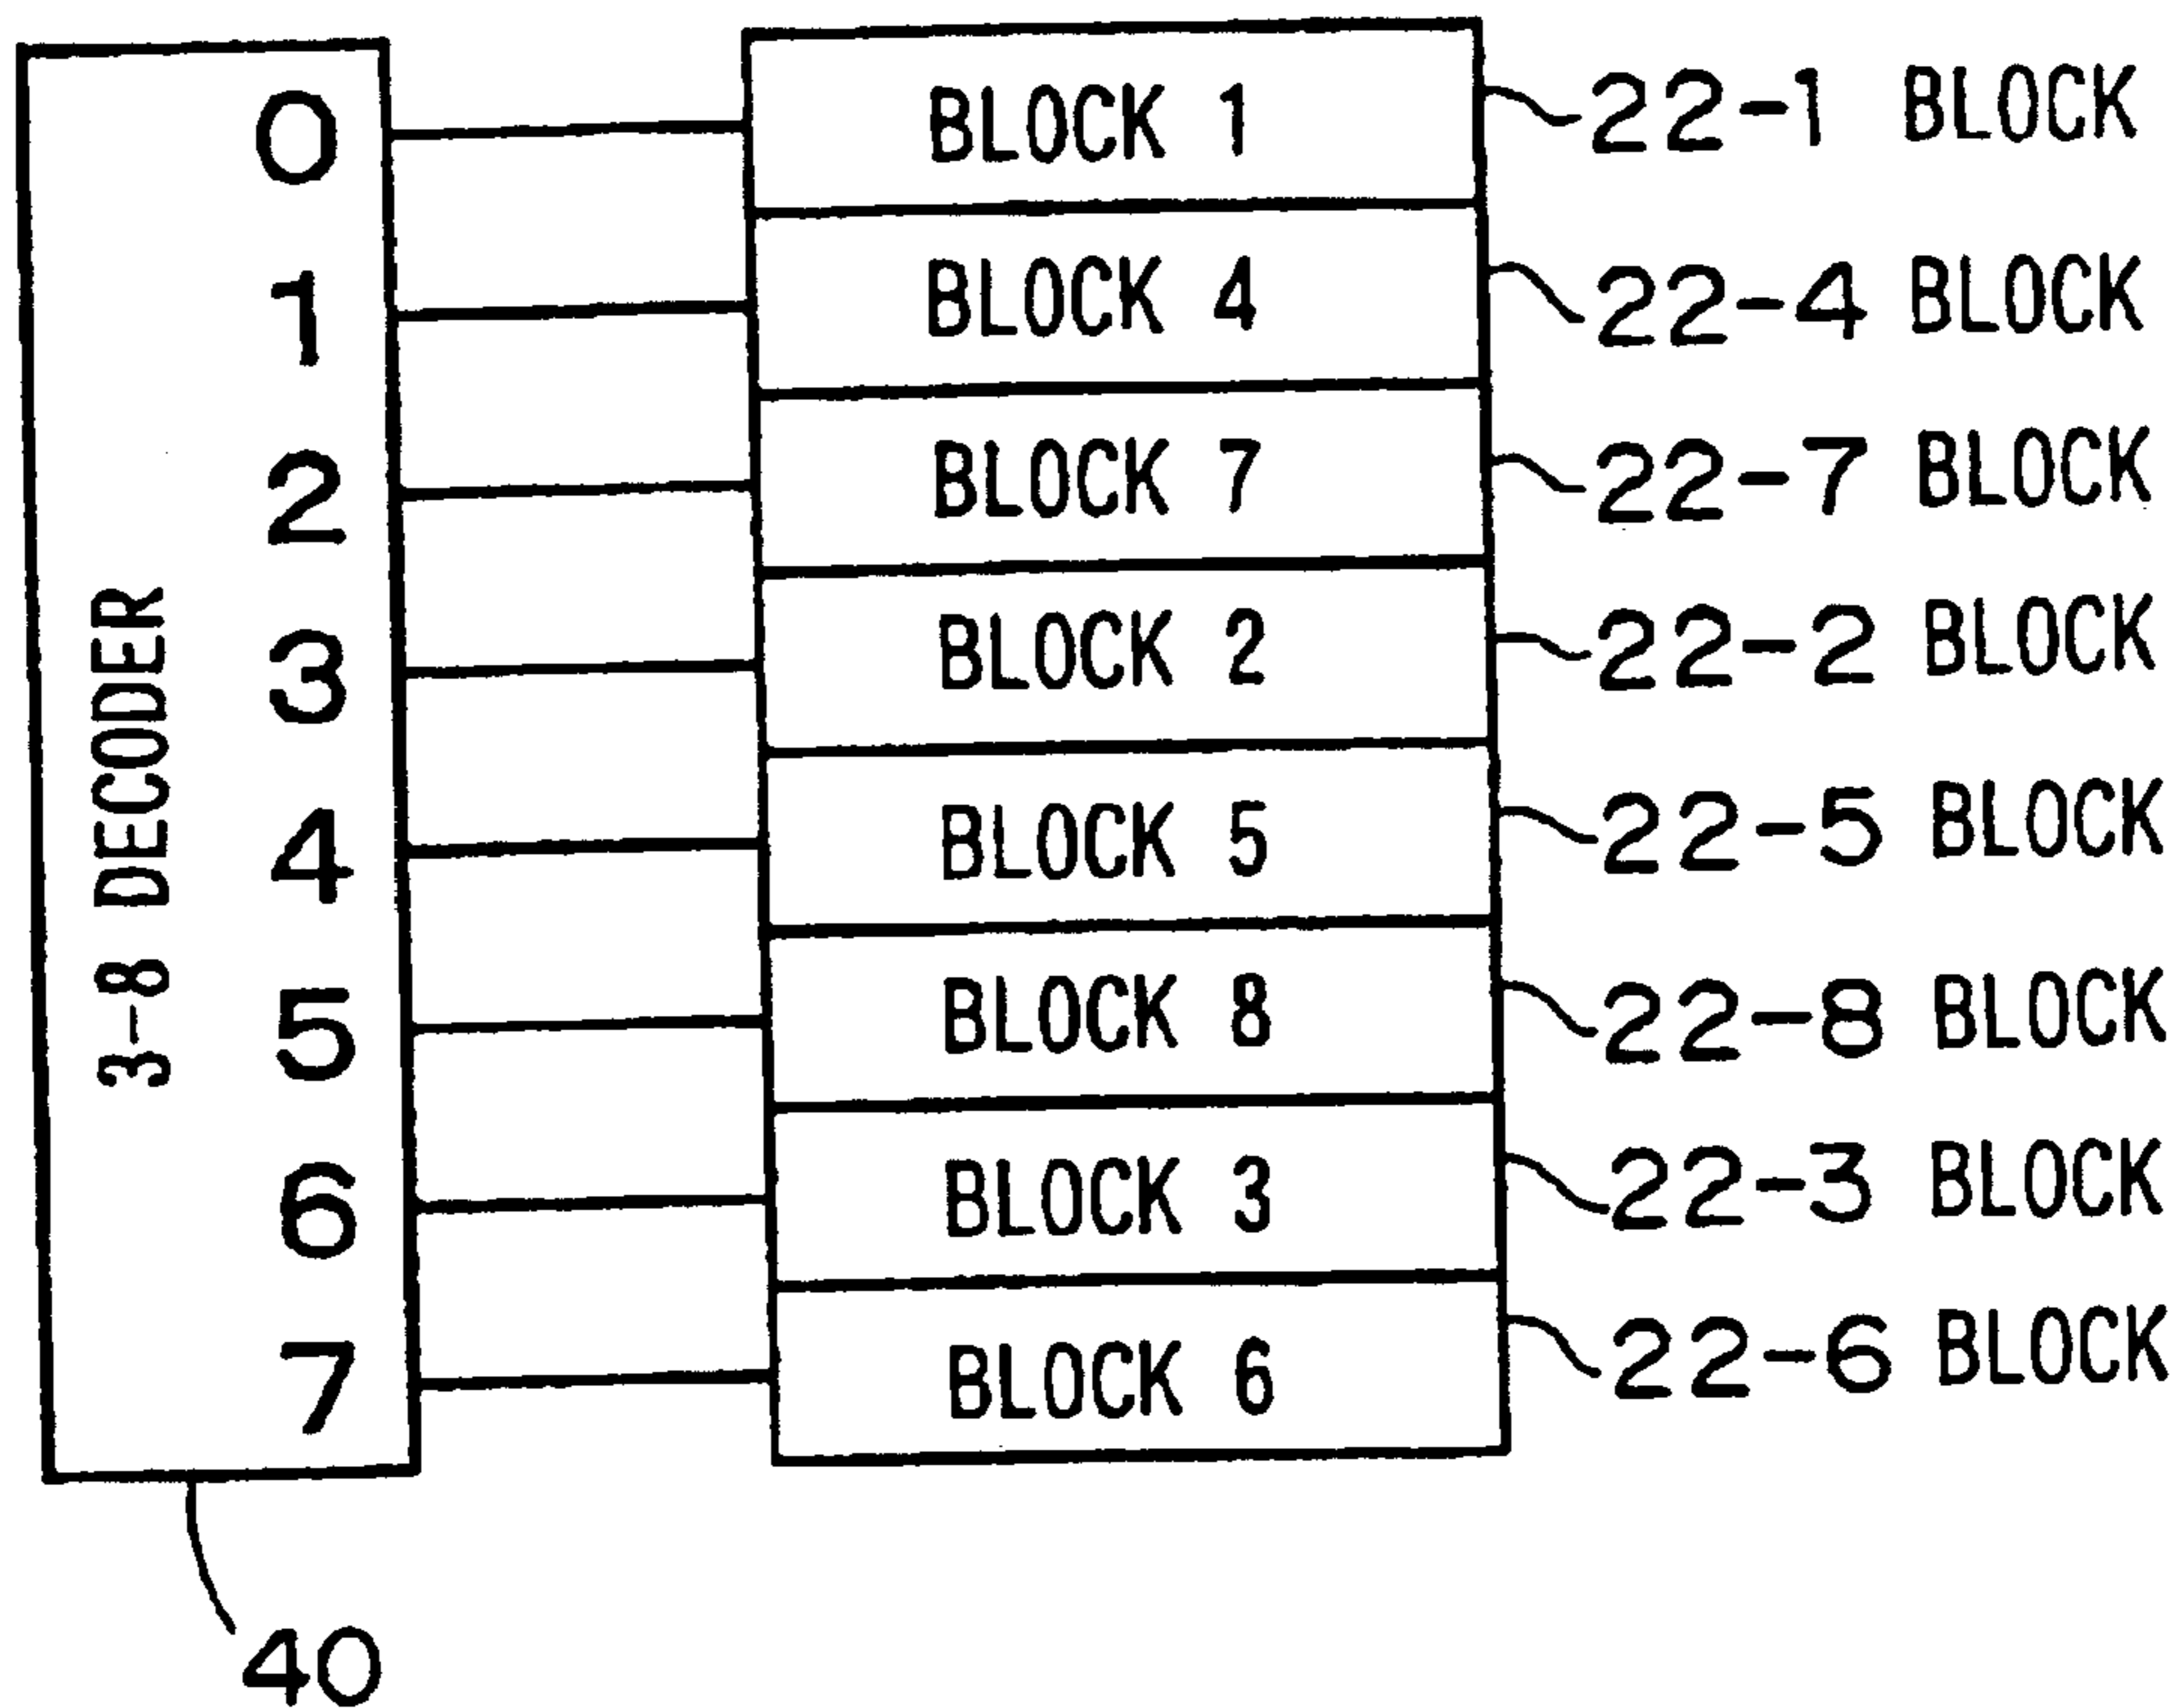 0 BLOCK 1 22-1 BLOCK
1 BLOCK 4 22-4 BLOCK
2 BLOCK 7 22-7 BLOCK
3 BLOCK 2 22-2 BLOCK
4 BLOCK 5 22-5 BLOCK
5 BLOCK 8 22-8 BLOCK
6 BLOCK 3 22-3 BLOCK
7 BLOCK 6 22-6 BLOCK
3-8 DECODER
40